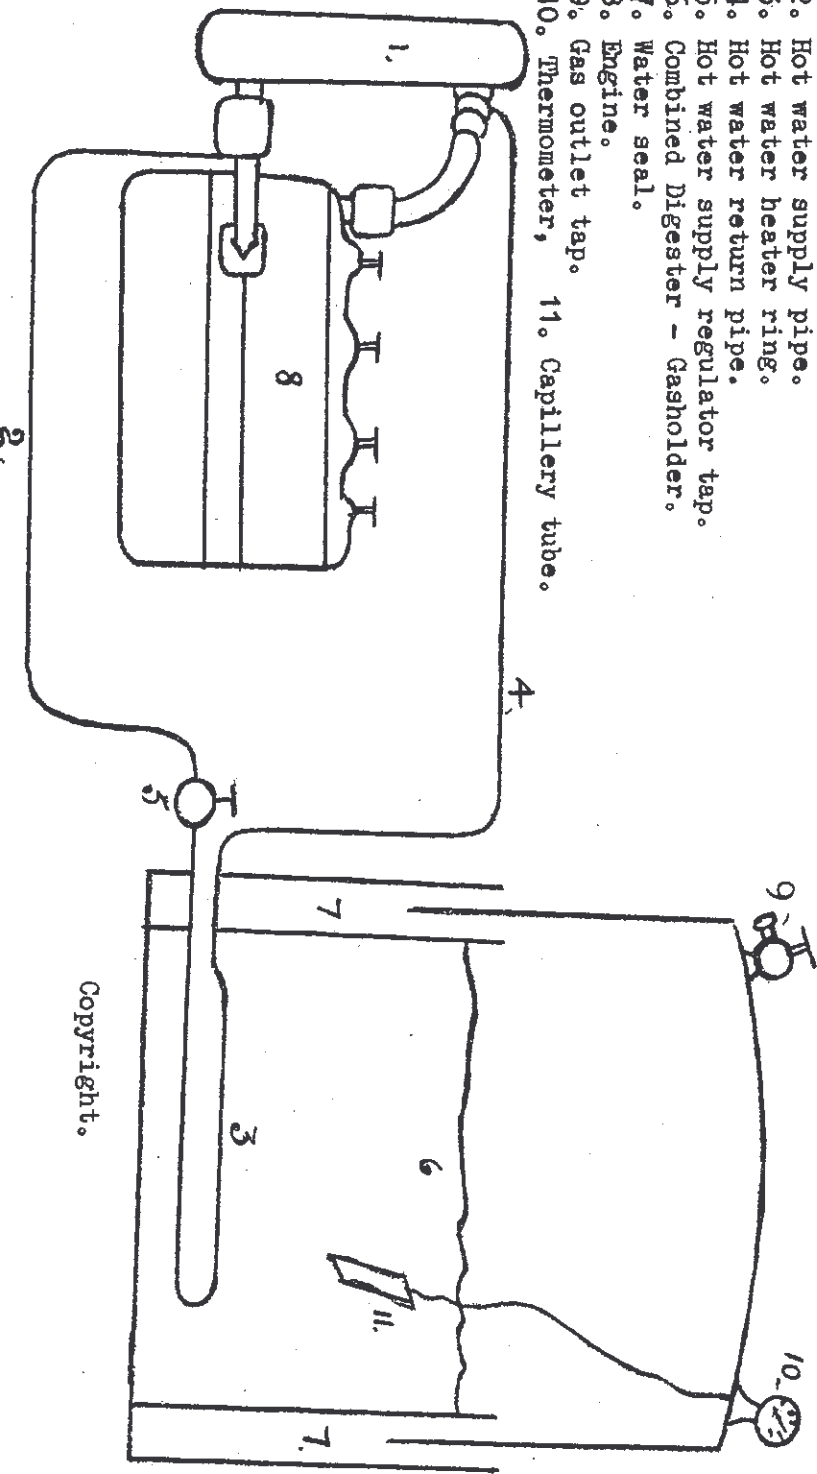 2. Hot water supply pipe.
3. Hot water heater ring.
4. Hot water return pipe.
5. Hot water supply regulator tap.
6. Combined Digester - Gasholder.
7. Water seal.
8. Engine.
9. Gas outlet tap.
10. Thermometer, 11. Capillery tube.
9
10
4
1.
6
11.
7
7.
8
3
5
Copyright.
2.